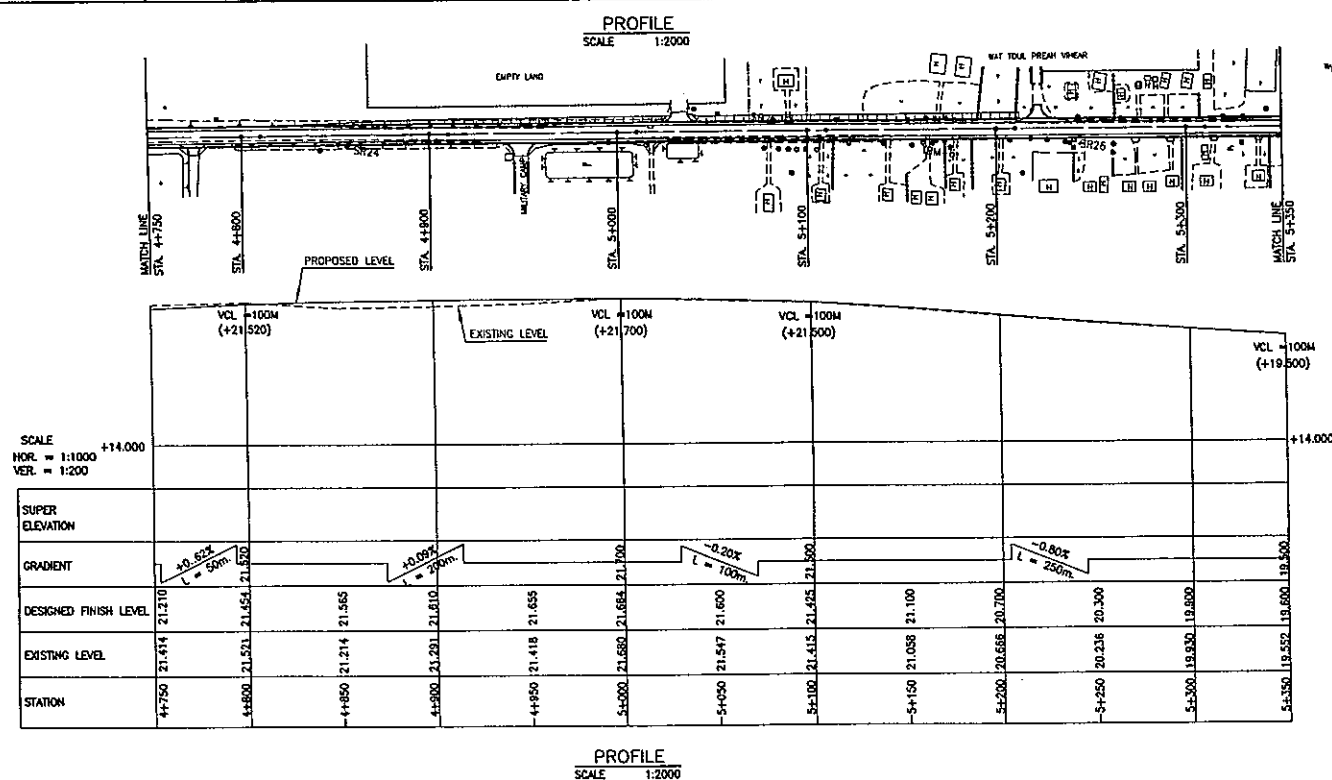 PROFILE
SCALE 1:2000
EMPTY LAND
WAT TOUL PREAH VIHEAR
SR24
SR26
MILITARY CAMP
MATCH LINE
STA. 4+750
STA. 4+800
STA. 4+900
STA. 5+000
STA. 5+100
STA. 5+200
STA. 5+300
MATCH LINE
STA. 5+350
PROPOSED LEVEL
EXISTING LEVEL
VCL =100M
(+21.520)
VCL =100M
(+21.700)
VCL =100M
(+21.500)
VCL =100M
(+19.500)
SCALE
HOR. = 1:1000
VER. = 1:200
+14.000
+14.000
SUPER
ELEVATION
GRADIENT
+0.62%
L = 50m.
21.520
+0.09%
L = 200m.
21.700
-0.20%
L = 100m.
21.500
-0.80%
L = 250m.
19.500
DESIGNED FINISH LEVEL 21.210 21.454 21.565 21.610 21.655 21.684 21.600 21.425 21.100 20.700 20.300 19.900 19.600
EXISTING LEVEL 21.414 21.521 21.214 21.291 21.418 21.680 21.547 21.415 21.058 20.666 20.236 19.930 19.552
STATION 4+750 4+800 4+850 4+900 4+950 5+000 5+050 5+100 5+150 5+200 5+250 5+300 5+350
PROFILE
SCALE 1:2000